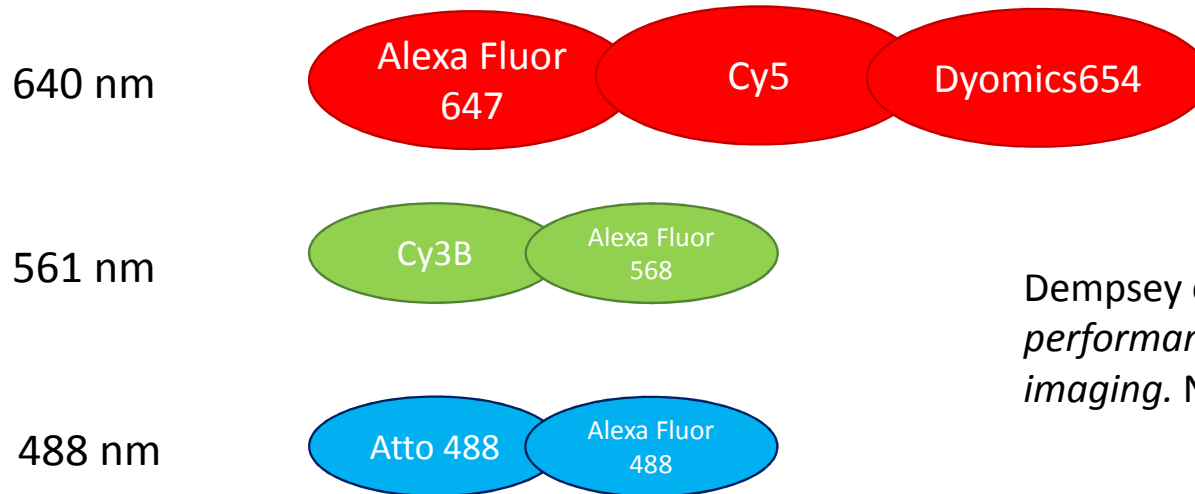 640 nm
Alexa Fluor
647
Cy5
Dyomics654
561 nm
Cy3B
Alexa Fluor
568
Dempsey
imaging.
488 nm
Atto 488
Alexa Fluor
488